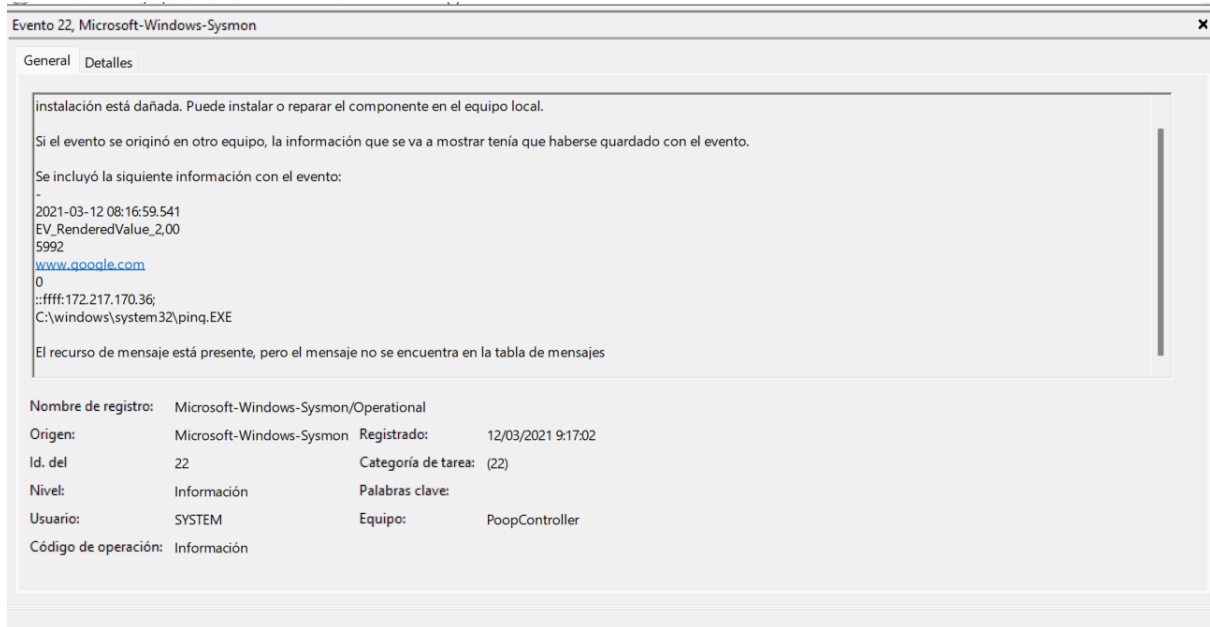 Evento 22, Microsoft-Windows-Sysmon
General Detalles
instalación está dañada. Puede instalar o reparar el componente en el equipo local.
Si el evento se originó en otro equipo, la información que se va a mostrar tenía que haberse guardado con el evento.
Se incluyó la siguiente información con el evento:
-
2021-03-12 08:16:59.541
EV_RenderedValue_2,00
5992
www.google.com
0
::ffff:172.217.170.36;
C:\windows\system32\ping.EXE
El recurso de mensaje está presente, pero el mensaje no se encuentra en la tabla de mensajes
Nombre de registro: Microsoft-Windows-Sysmon/Operational
Origen: Microsoft-Windows-Sysmon Registrado: 12/03/2021 9:17:02
Id. del 22 Categoría de tarea: (22)
Nivel: Información Palabras clave:
Usuario: SYSTEM Equipo: PoopController
Código de operación: Información